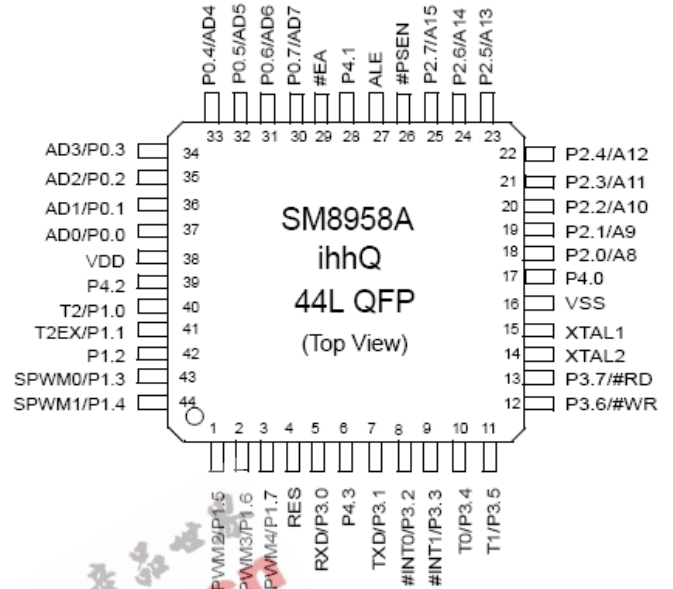 P0.4/AD4
P0.5/AD5
P0.6/AD6
P0.7/AD7
#EA
P4.1
ALE
#PSEN
P2.7/A15
P2.6/A14
P2.5/A13
33 32 31 30 29 28 27 26 25 24 23
AD3/P0.3 34
AD2/P0.2 35
AD1/P0.1 36
AD0/P0.0 37
VDD 38
P4.2 39
T2/P1.0 40
T2EX/P1.1 41
P1.2 42
SPWM0/P1.3 43
SPWM1/P1.4 44
SM8958A
ihhQ
44L QFP
(Top View)
22 P2.4/A12
21 P2.3/A11
20 P2.2/A10
19 P2.1/A9
18 P2.0/A8
17 P4.0
16 VSS
15 XTAL1
14 XTAL2
13 P3.7/#RD
12 P3.6/#WR
1 2 3 4 5 6 7 8 9 10 11
PWM2/P1.5
PWM3/P1.6
PWM4/P1.7
RES
RXD/P3.0
P4.3
TXD/P3.1
#INT0/P3.2
#INT1/P3.3
T0/P3.4
T1/P3.5